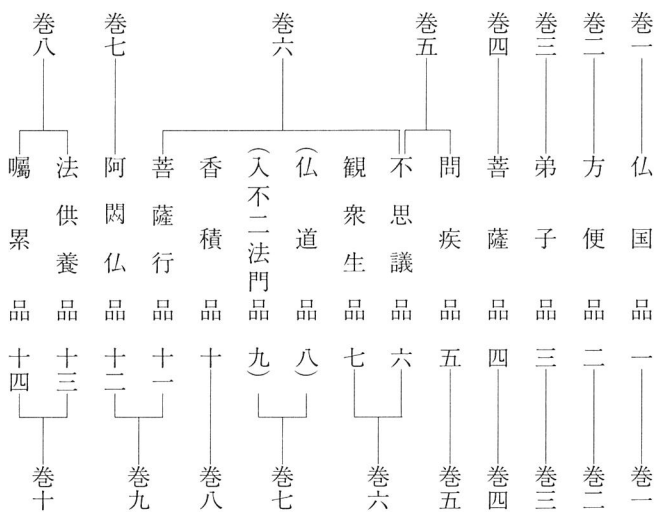 巻一
巻二
巻三
巻四
巻五
巻六
巻七
巻八
仏国品一
方便品二
弟子品三
菩薩品四
問疾品五
不思議品六
観衆生品七
（仏道品八）
（入不二法門品九）
香積品十
菩薩行品十一
阿閦仏品十二
法供養品十三
嘱累品十四
巻一
巻二
巻三
巻四
巻五
巻六
巻七
巻八
巻九
巻十